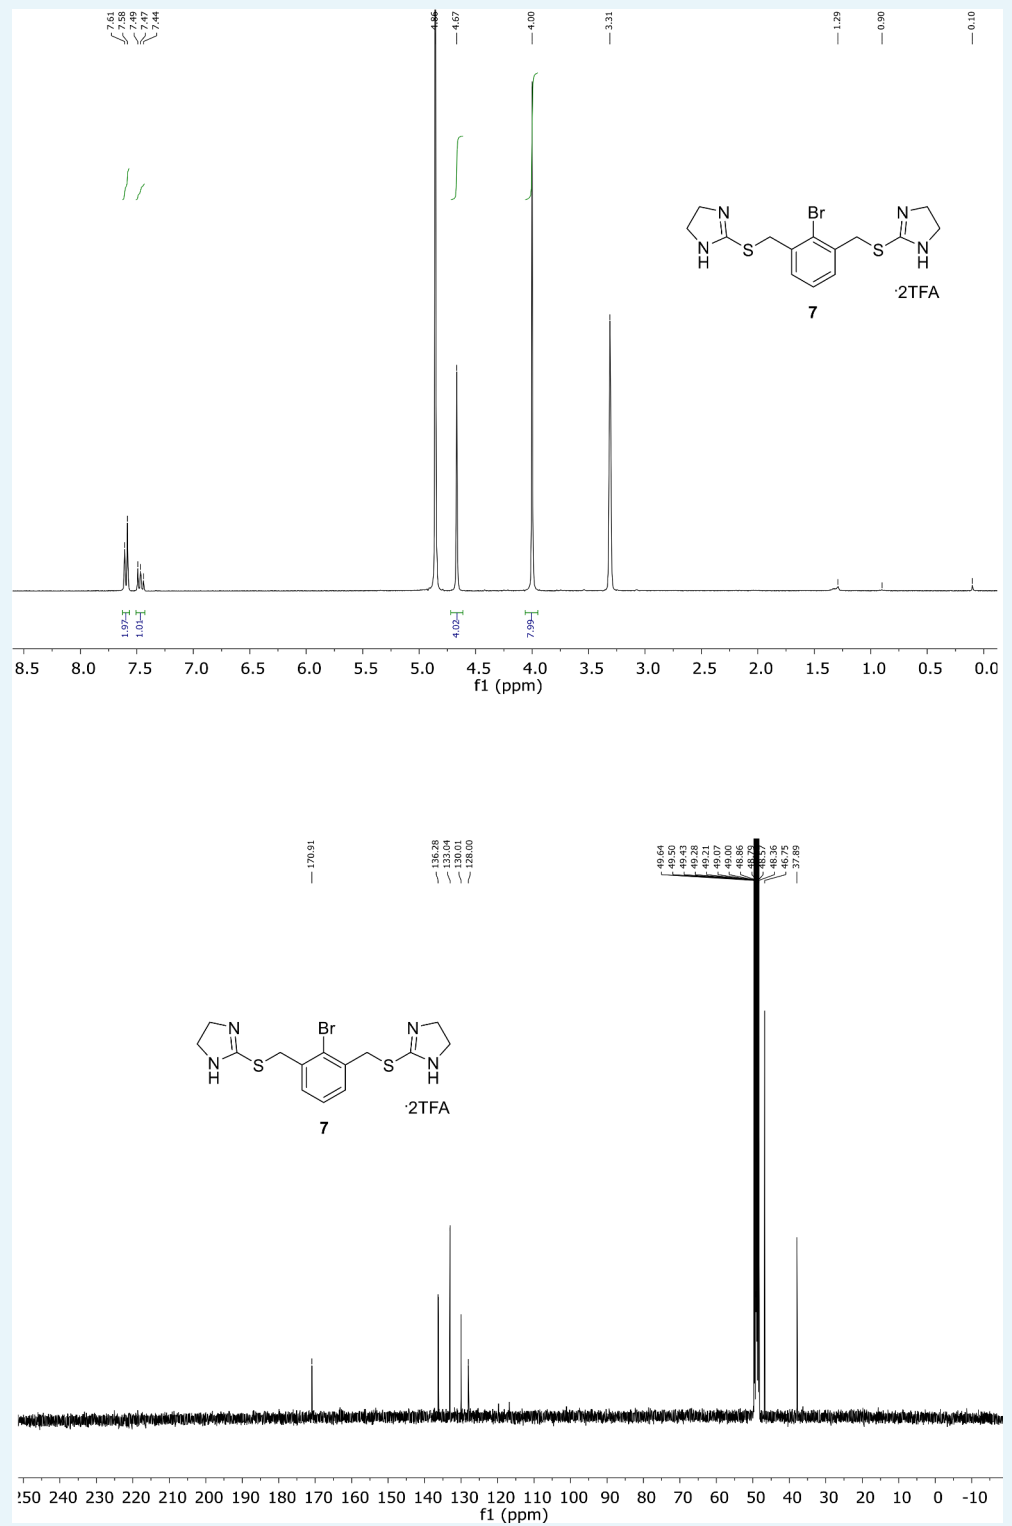 7.61
7.58
7.49
7.47
7.44
4.86
4.67
4.00
3.31
1.29
0.90
0.10
N
N
H
S
Br
S
N
N
H
·2TFA
7
1.97
1.01
4.02
7.99
8.5 8.0 7.5 7.0 6.5 6.0 5.5 5.0 4.5 4.0 3.5 3.0 2.5 2.0 1.5 1.0 0.5 0.0
f1 (ppm)
170.91
136.28
133.04
130.01
128.00
49.64
49.50
49.43
49.28
49.21
49.07
49.00
48.86
48.79
48.57
48.36
46.75
37.89
N
N
H
S
Br
S
N
N
H
·2TFA
7
250 240 230 220 210 200 190 180 170 160 150 140 130 120 110 100 90 80 70 60 50 40 30 20 10 0 -10
f1 (ppm)